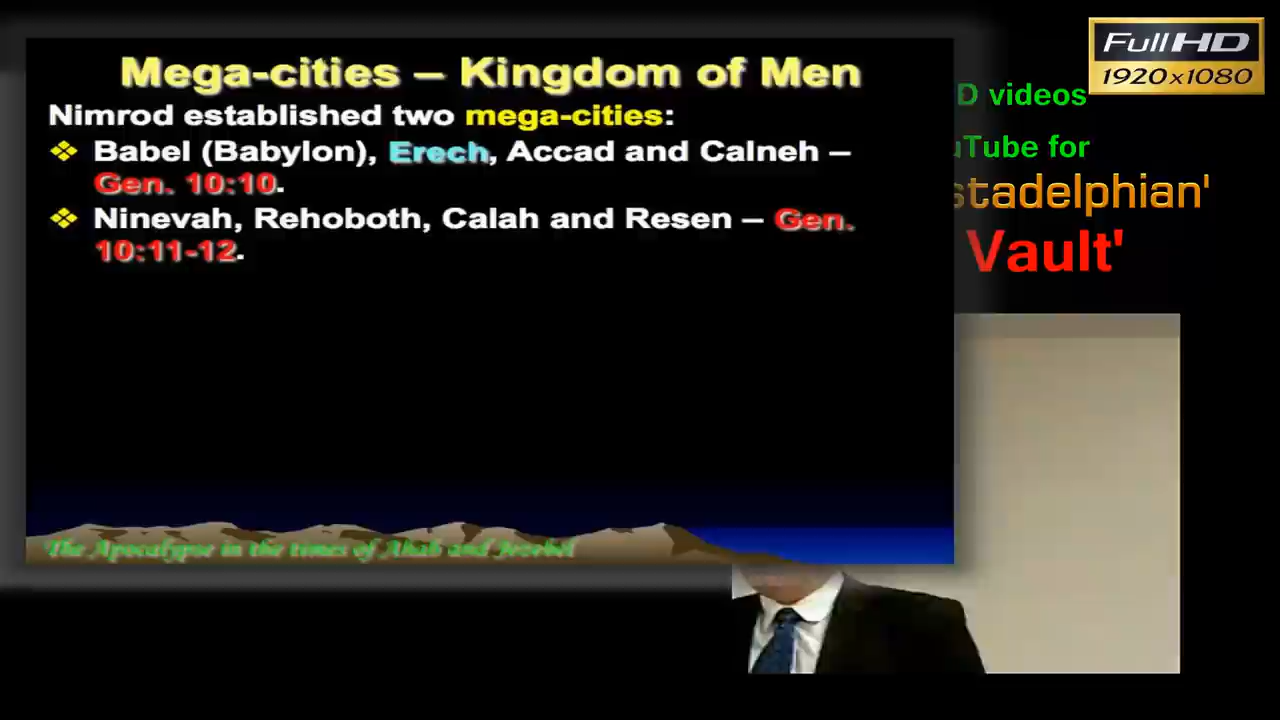 Mega-cities – Kingdom of Men
Nimrod established two mega-cities:
❖ Babel (Babylon), Erech, Accad and Calneh –
Gen. 10:10.
❖ Ninevah, Rehoboth, Calah and Resen – Gen.
10:11-12.
The Apocalypse in the times of Ahab and Jezebel
Full HD
1920x1080
D videos
uTube for
stadelphian'
Vault'